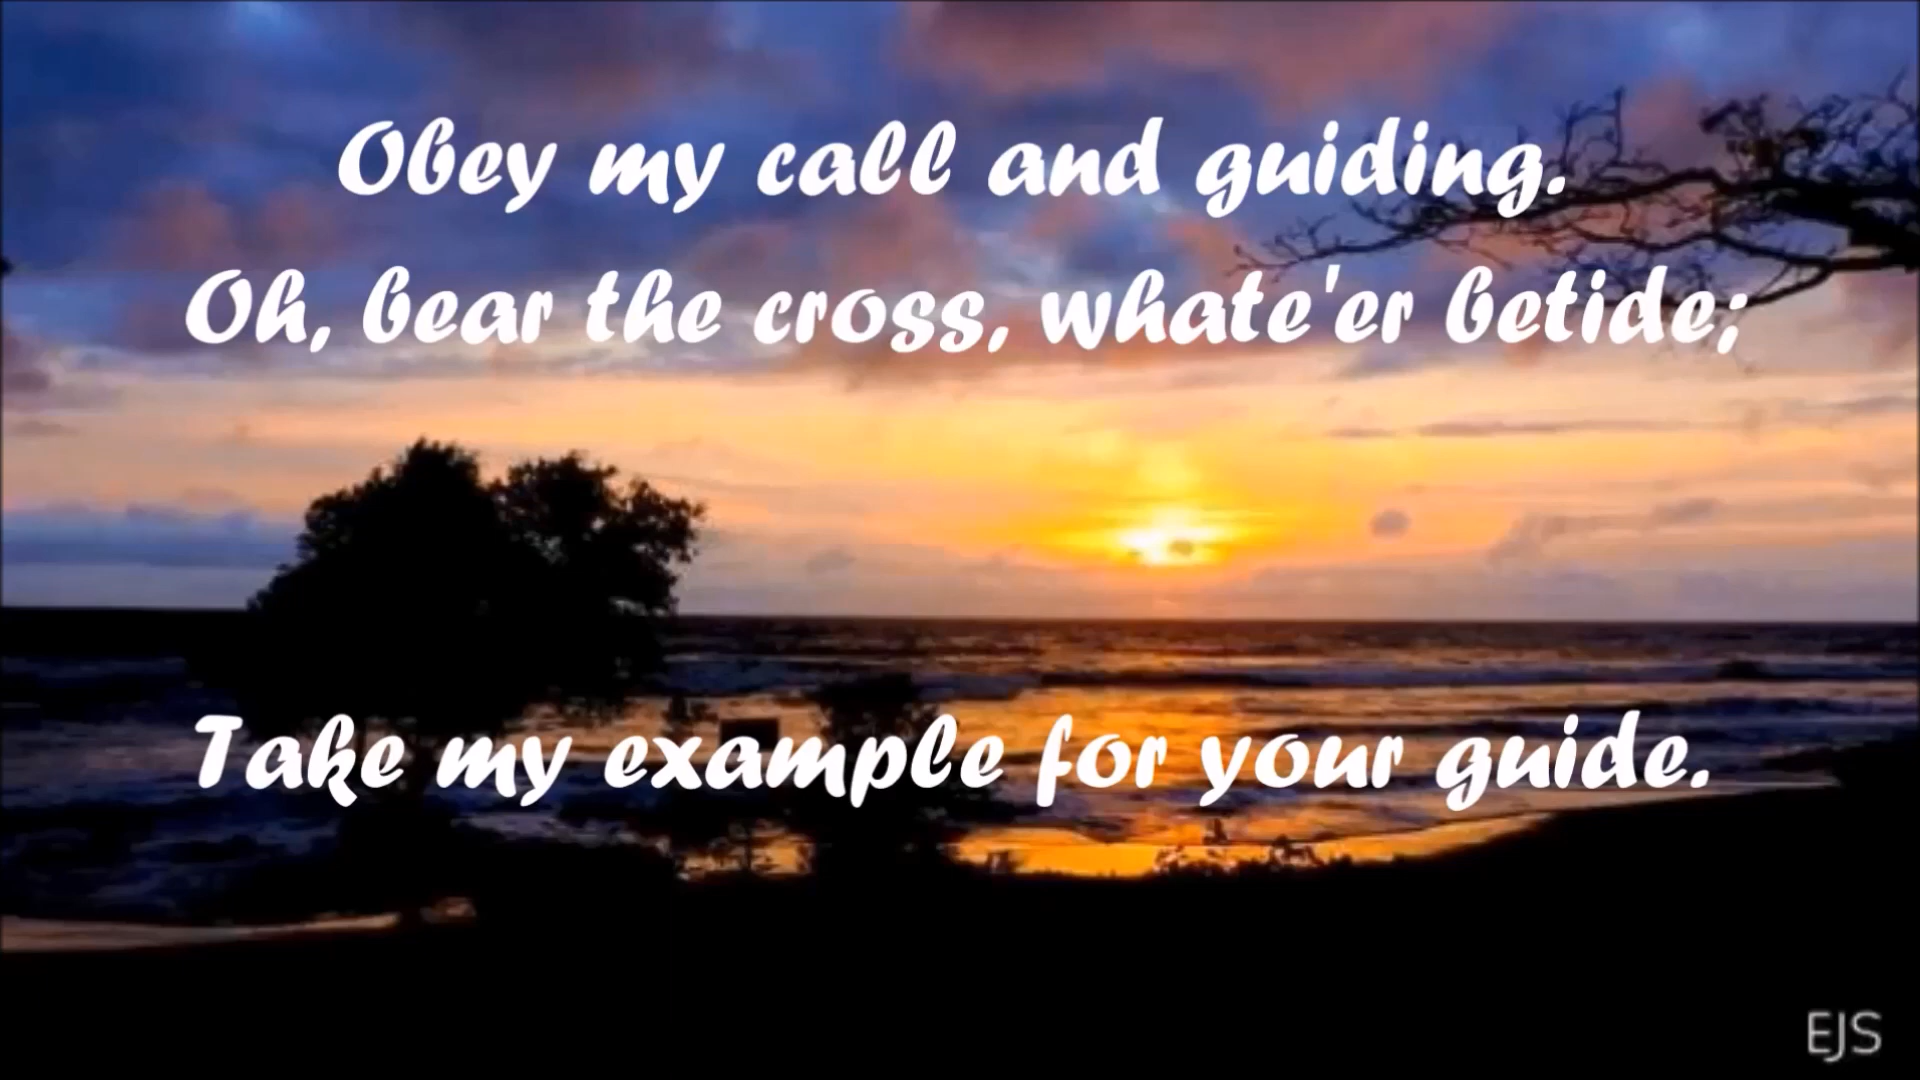 Obey my call and guiding.
Oh, bear the cross, whate'er betide;
Take my example for your guide.
EJS